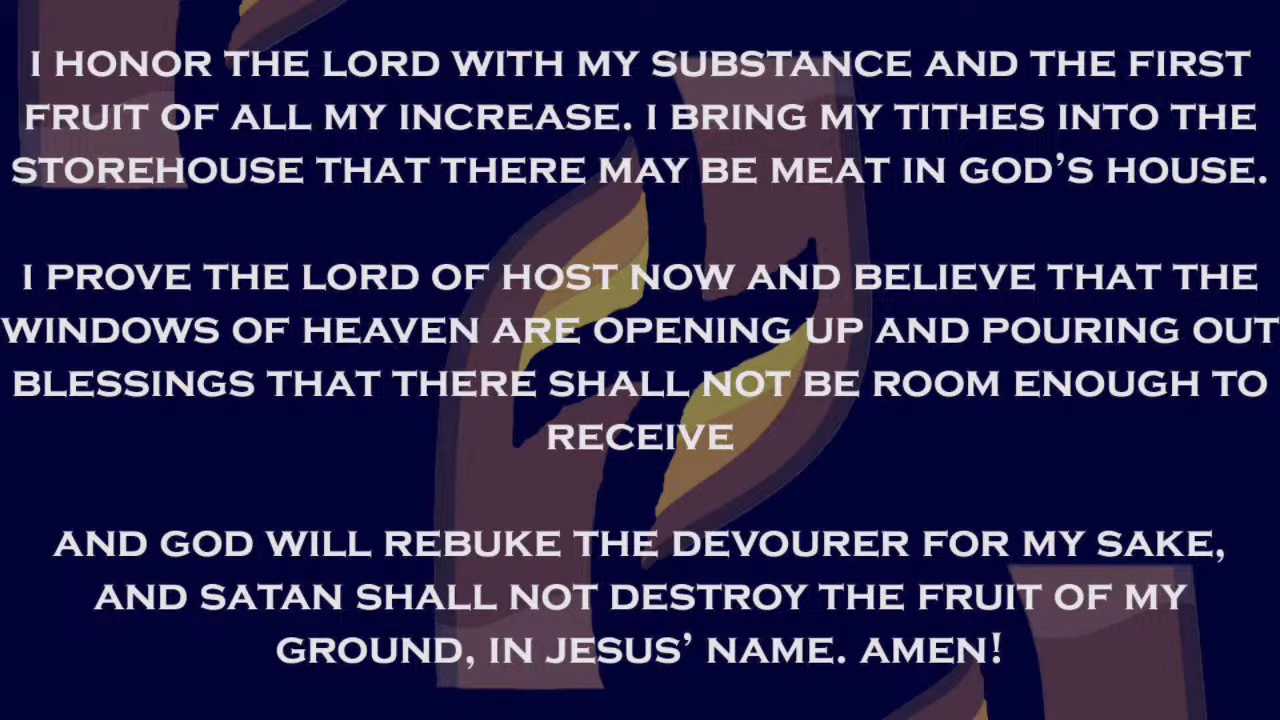 I HONOR THE LORD WITH MY SUBSTANCE AND THE FIRST
FRUIT OF ALL MY INCREASE. I BRING MY TITHES INTO THE
STOREHOUSE THAT THERE MAY BE MEAT IN GOD’S HOUSE.
I PROVE THE LORD OF HOST NOW AND BELIEVE THAT THE
WINDOWS OF HEAVEN ARE OPENING UP AND POURING OUT
BLESSINGS THAT THERE SHALL NOT BE ROOM ENOUGH TO
RECEIVE
AND GOD WILL REBUKE THE DEVOURER FOR MY SAKE,
AND SATAN SHALL NOT DESTROY THE FRUIT OF MY
GROUND, IN JESUS’ NAME. AMEN!